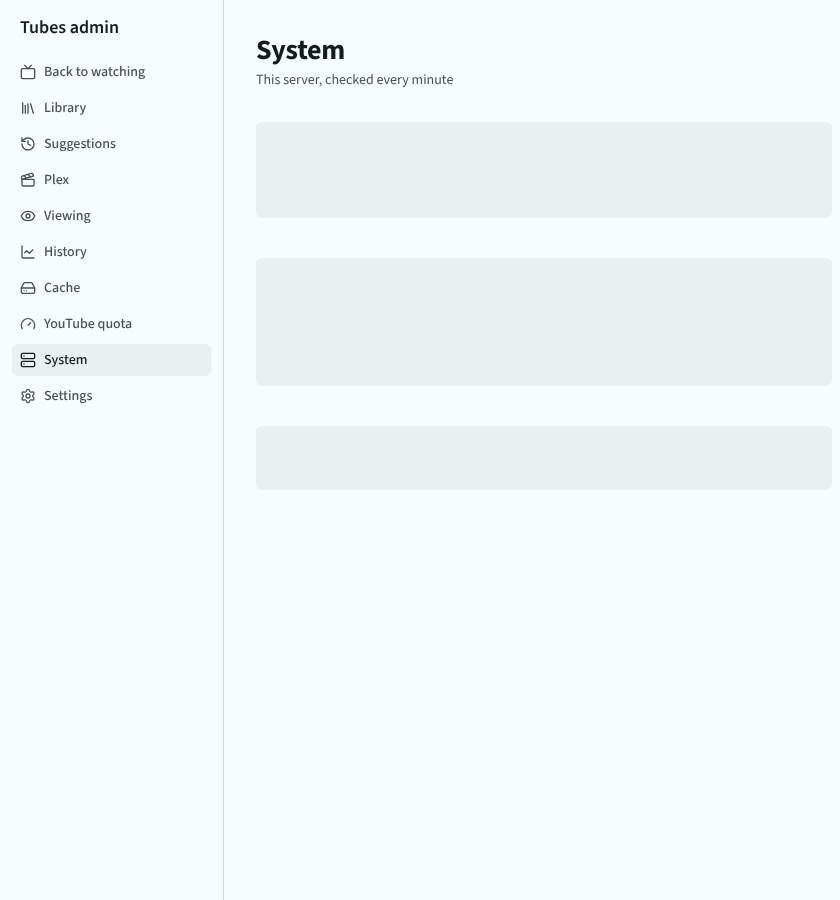 Tubes admin
Back to watching
Library
Suggestions
Plex
Viewing
History
Cache
YouTube quota
System
Settings
System
This server, checked every minute